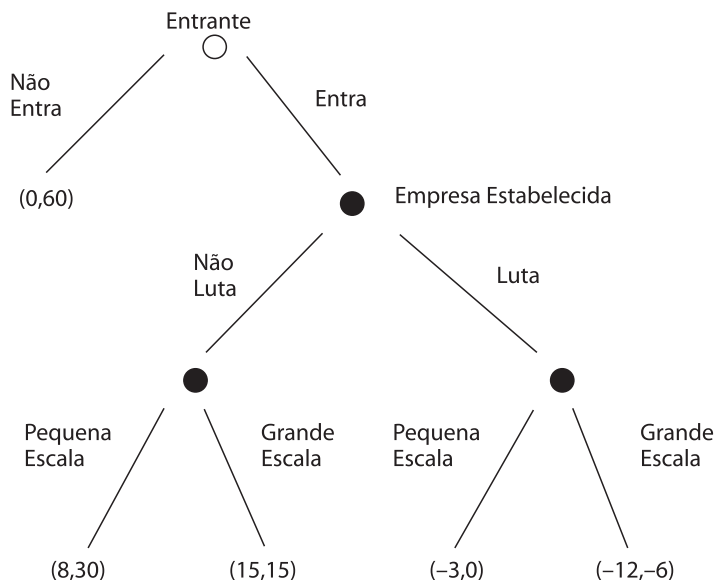 Entrante
Não
Entra
Entra
(0,60)
Empresa Estabelecida
Não
Luta
Luta
Pequena
Escala
Grande
Escala
Pequena
Escala
Grande
Escala
(8,30)
(15,15)
(–3,0)
(–12,–6)